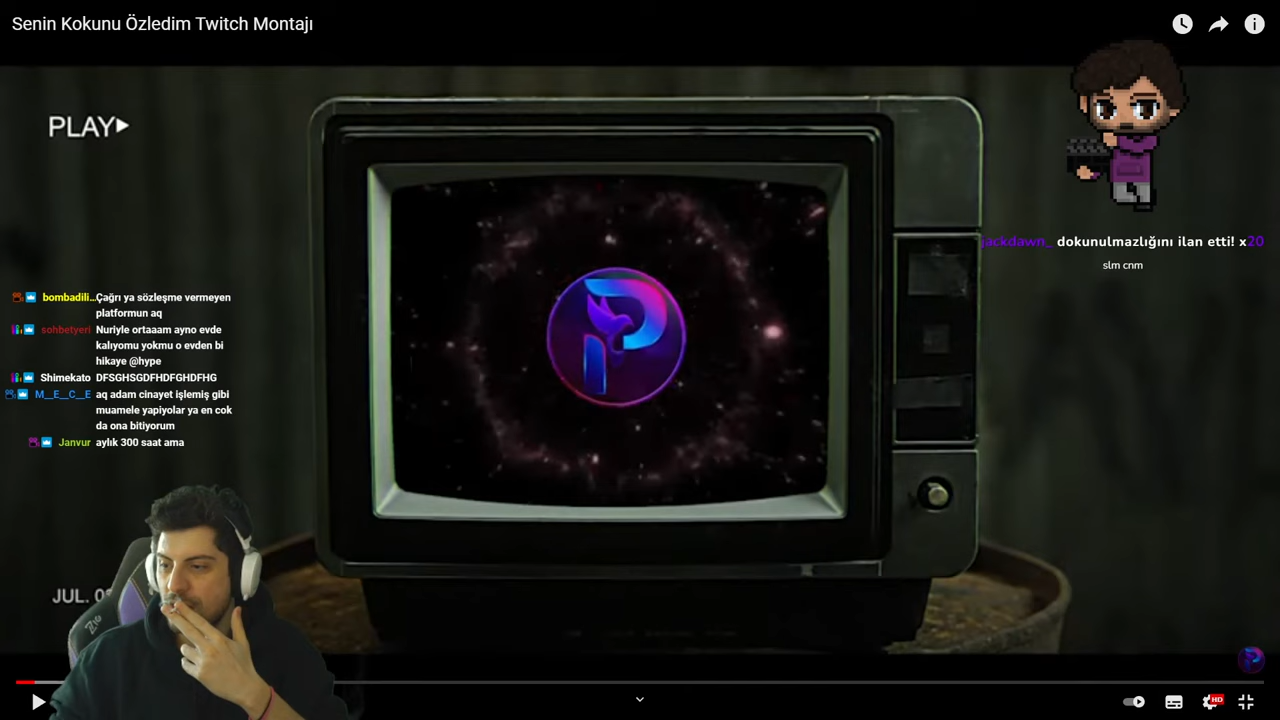 Senin Kokunu Özledim Twitch Montajı
PLAY
jackdawn_ dokunulmazlığını ilan etti! x20
slm cnm
bombadili... Çağrı ya sözleşme vermeyen
platformun aq
sohbetyeri Nuriyle ortaaam ayno evde
kalıyomu yokmu o evden bi
hikaye @hype
Shimekato DFSGHSGDFHDFGHDFHG
M__E__C__E aq adam cinayet işlemiş gibi
muamele yapiyolar ya en cok
da ona bitiyorum
Janvur aylık 300 saat ama
JUL.
HD